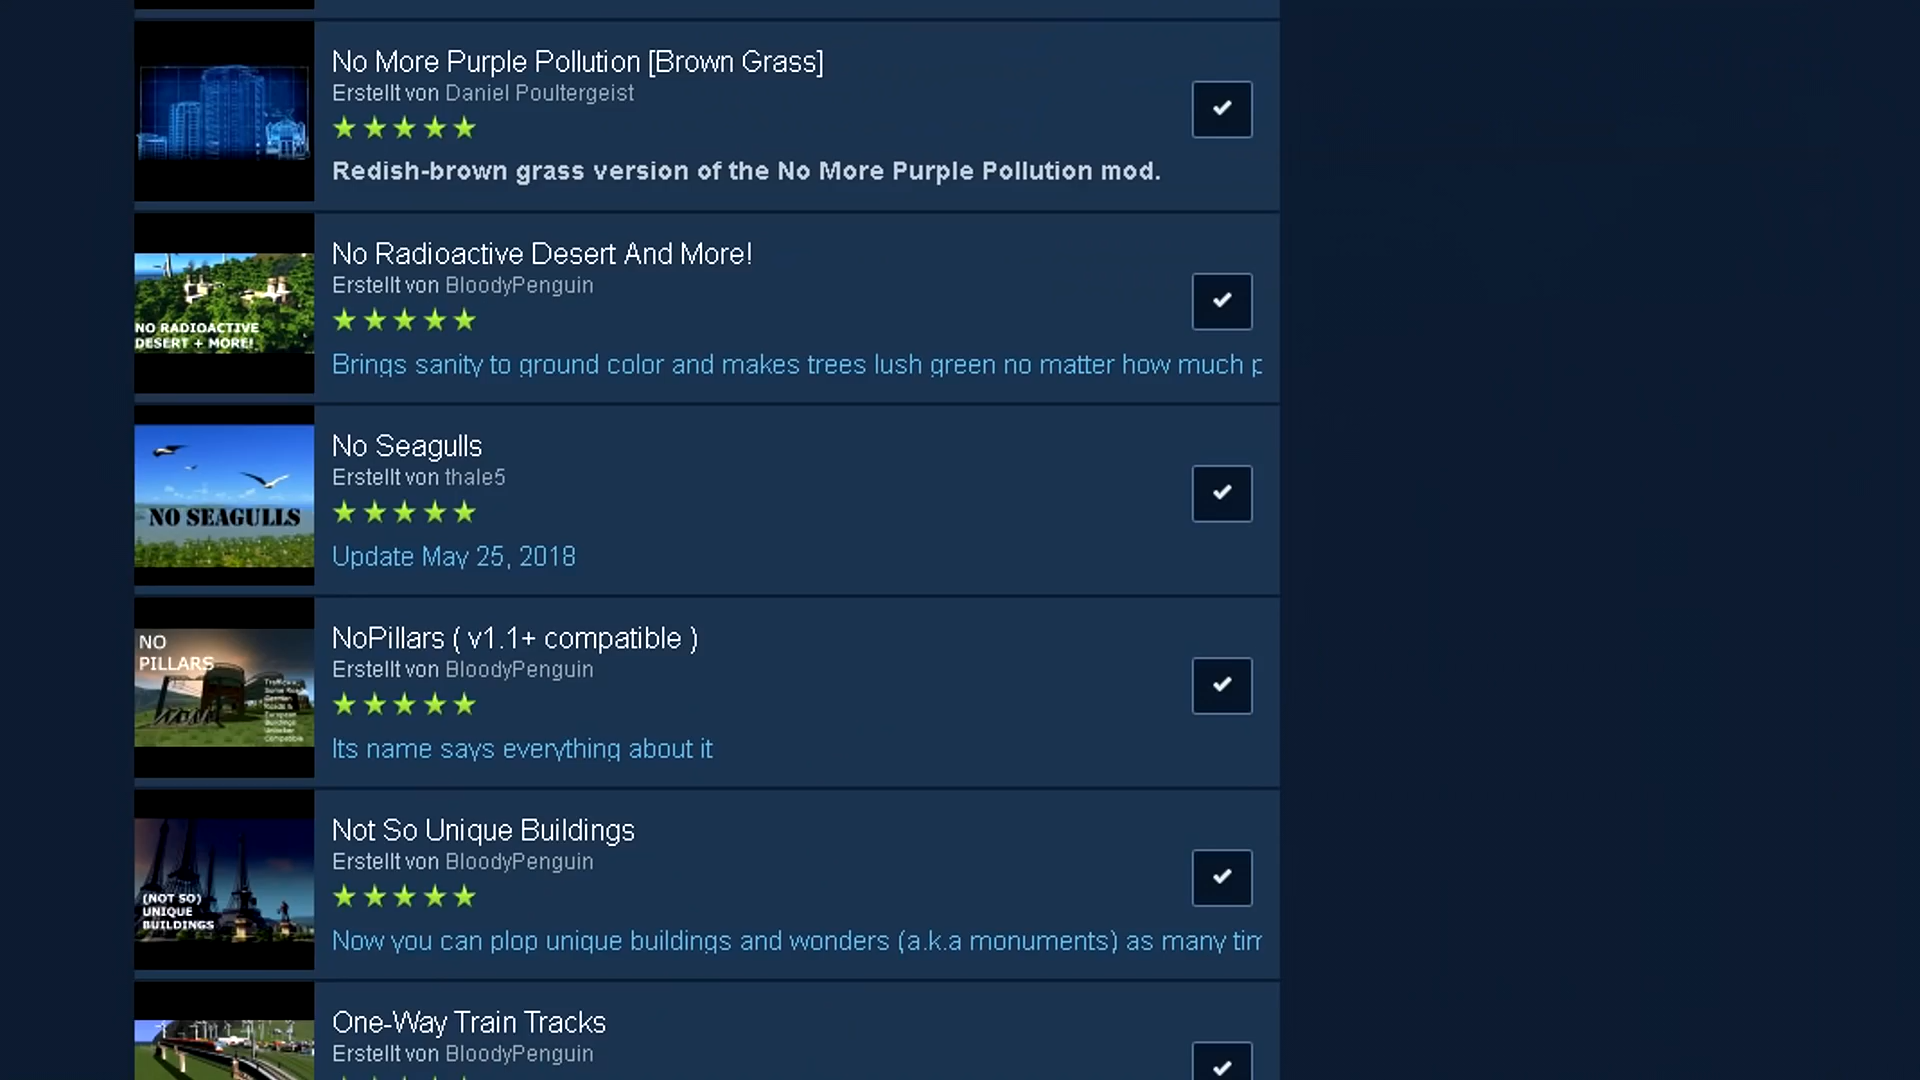 No More Purple Pollution [Brown Grass]
Erstellt von Daniel Poultergeist
Redish-brown grass version of the No More Purple Pollution mod.
NO RADIOACTIVE
DESERT + MORE!
No Radioactive Desert And More!
Erstellt von BloodyPenguin
Brings sanity to ground color and makes trees lush green no matter how much p
NO SEAGULLS
No Seagulls
Erstellt von thale5
Update May 25, 2018
NO
PILLARS
NoPillars ( v1.1+ compatible )
Erstellt von BloodyPenguin
Its name says everything about it
(NOT SO)
UNIQUE
BUILDINGS
Not So Unique Buildings
Erstellt von BloodyPenguin
Now you can plop unique buildings and wonders (a.k.a monuments) as many tim
One-Way Train Tracks
Erstellt von BloodyPenguin